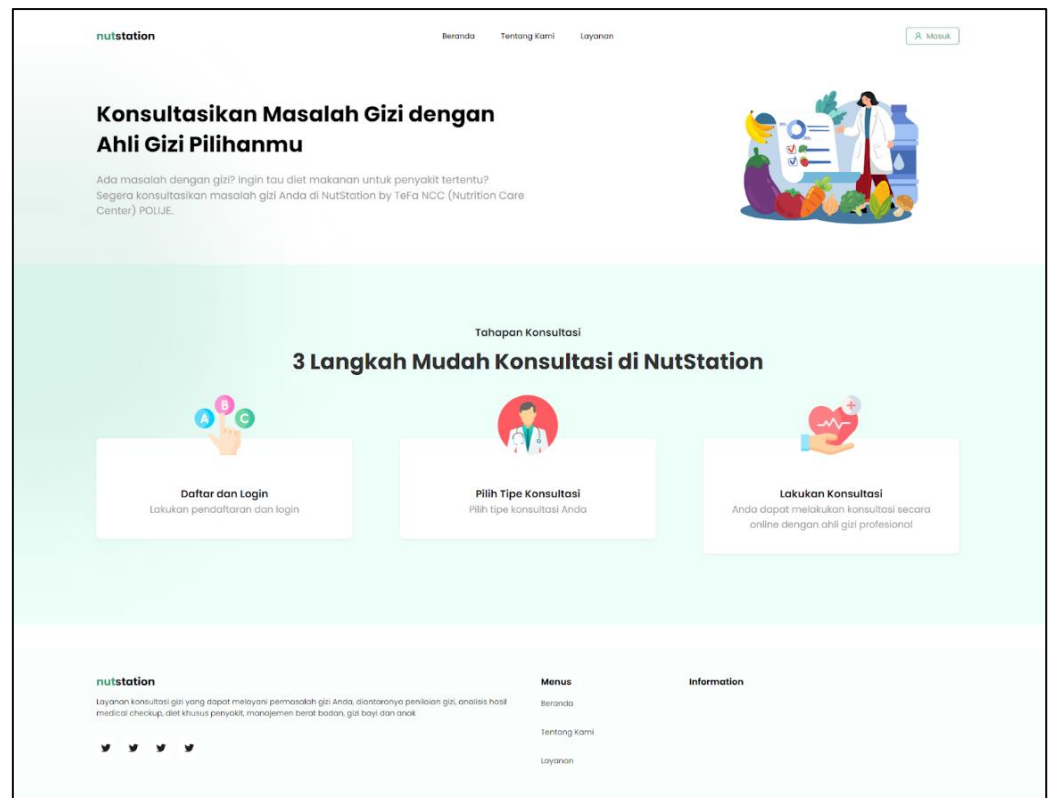 nutstation
Beranda Tentang Kami Layanan
Masuk
Konsultasikan Masalah Gizi dengan
Ahli Gizi Pilihanmu
Ada masalah dengan gizi? Ingin tau diet makanan untuk penyakit tertentu?
Segera konsultasikan masalah gizi Anda di NutStation by TeFa NCC (Nutrition Care
Center) POLIJE.
Tahapan Konsultasi
3 Langkah Mudah Konsultasi di NutStation
A B C
Daftar dan Login
Lakukan pendaftaran dan login
Pilih Tipe Konsultasi
Pilih tipe konsultasi Anda
Lakukan Konsultasi
Anda dapat melakukan konsultasi secara
online dengan ahli gizi profesional
nutstation
Layanan konsultasi gizi yang dapat melayani permasalah gizi Anda, diantaranya penilaian gizi, analisis hasil
medical checkup, diet khusus penyakit, manajemen berat badan, gizi bayi dan anak
Menus
Beranda
Tentang Kami
Layanan
Information